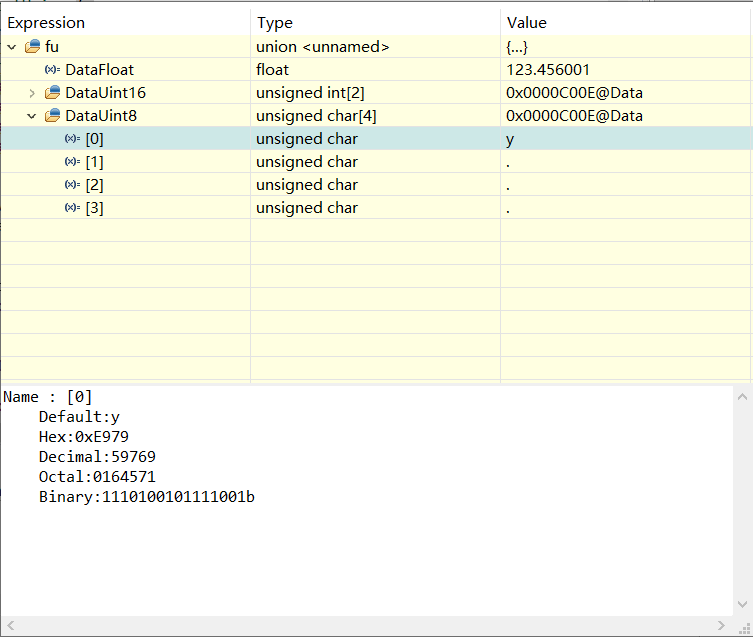 Expression Type Value
fu union <unnamed> {...}
(x)= DataFloat float 123.456001
DataUint16 unsigned int[2] 0x0000C00E@Data
DataUint8 unsigned char[4] 0x0000C00E@Data
(x)= [0] unsigned char y
(x)= [1] unsigned char .
(x)= [2] unsigned char .
(x)= [3] unsigned char .
Name : [0]
Default:y
Hex:0xE979
Decimal:59769
Octal:0164571
Binary:1110100101111001b